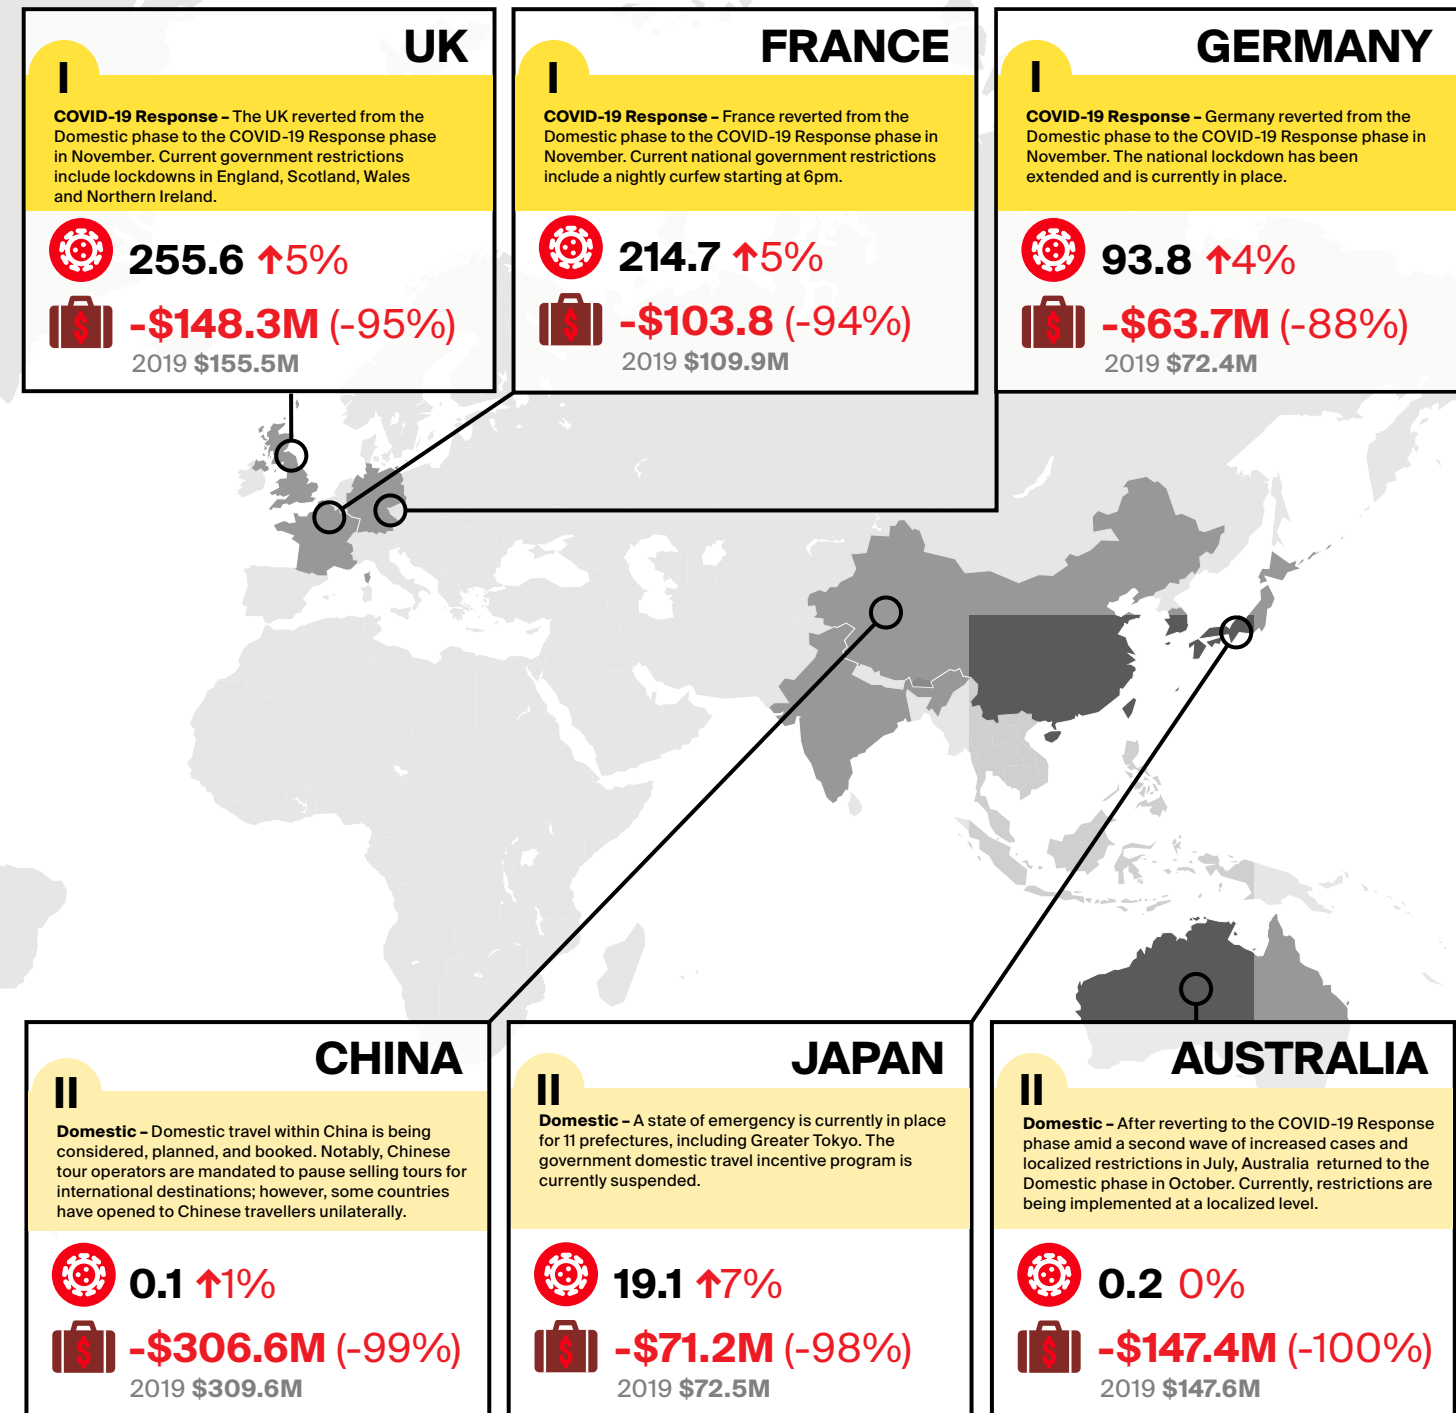 UK
I
COVID-19 Response – The UK reverted from the
Domestic phase to the COVID-19 Response phase
in November. Current government restrictions
include lockdowns in England, Scotland, Wales
and Northern Ireland.
255.6 ↑5%
$
-$148.3M (-95%)
2019 $155.5M
FRANCE
I
COVID-19 Response – France reverted from the
Domestic phase to the COVID-19 Response phase in
November. Current national government restrictions
include a nightly curfew starting at 6pm.
214.7 ↑5%
$
-$103.8 (-94%)
2019 $109.9M
GERMANY
I
COVID-19 Response – Germany reverted from the
Domestic phase to the COVID-19 Response phase in
November. The national lockdown has been
extended and is currently in place.
93.8 ↑4%
$
-$63.7M (-88%)
2019 $72.4M
CHINA
II
Domestic – Domestic travel within China is being
considered, planned, and booked. Notably, Chinese
tour operators are mandated to pause selling tours for
international destinations; however, some countries
have opened to Chinese travellers unilaterally.
0.1 ↑1%
$
-$306.6M (-99%)
2019 $309.6M
JAPAN
II
Domestic – A state of emergency is currently in place
for 11 prefectures, including Greater Tokyo. The
government domestic travel incentive program is
currently suspended.
19.1 ↑7%
$
-$71.2M (-98%)
2019 $72.5M
AUSTRALIA
II
Domestic – After reverting to the COVID-19 Response
phase amid a second wave of increased cases and
localized restrictions in July, Australia returned to the
Domestic phase in October. Currently, restrictions are
being implemented at a localized level.
0.2 0%
$
-$147.4M (-100%)
2019 $147.6M